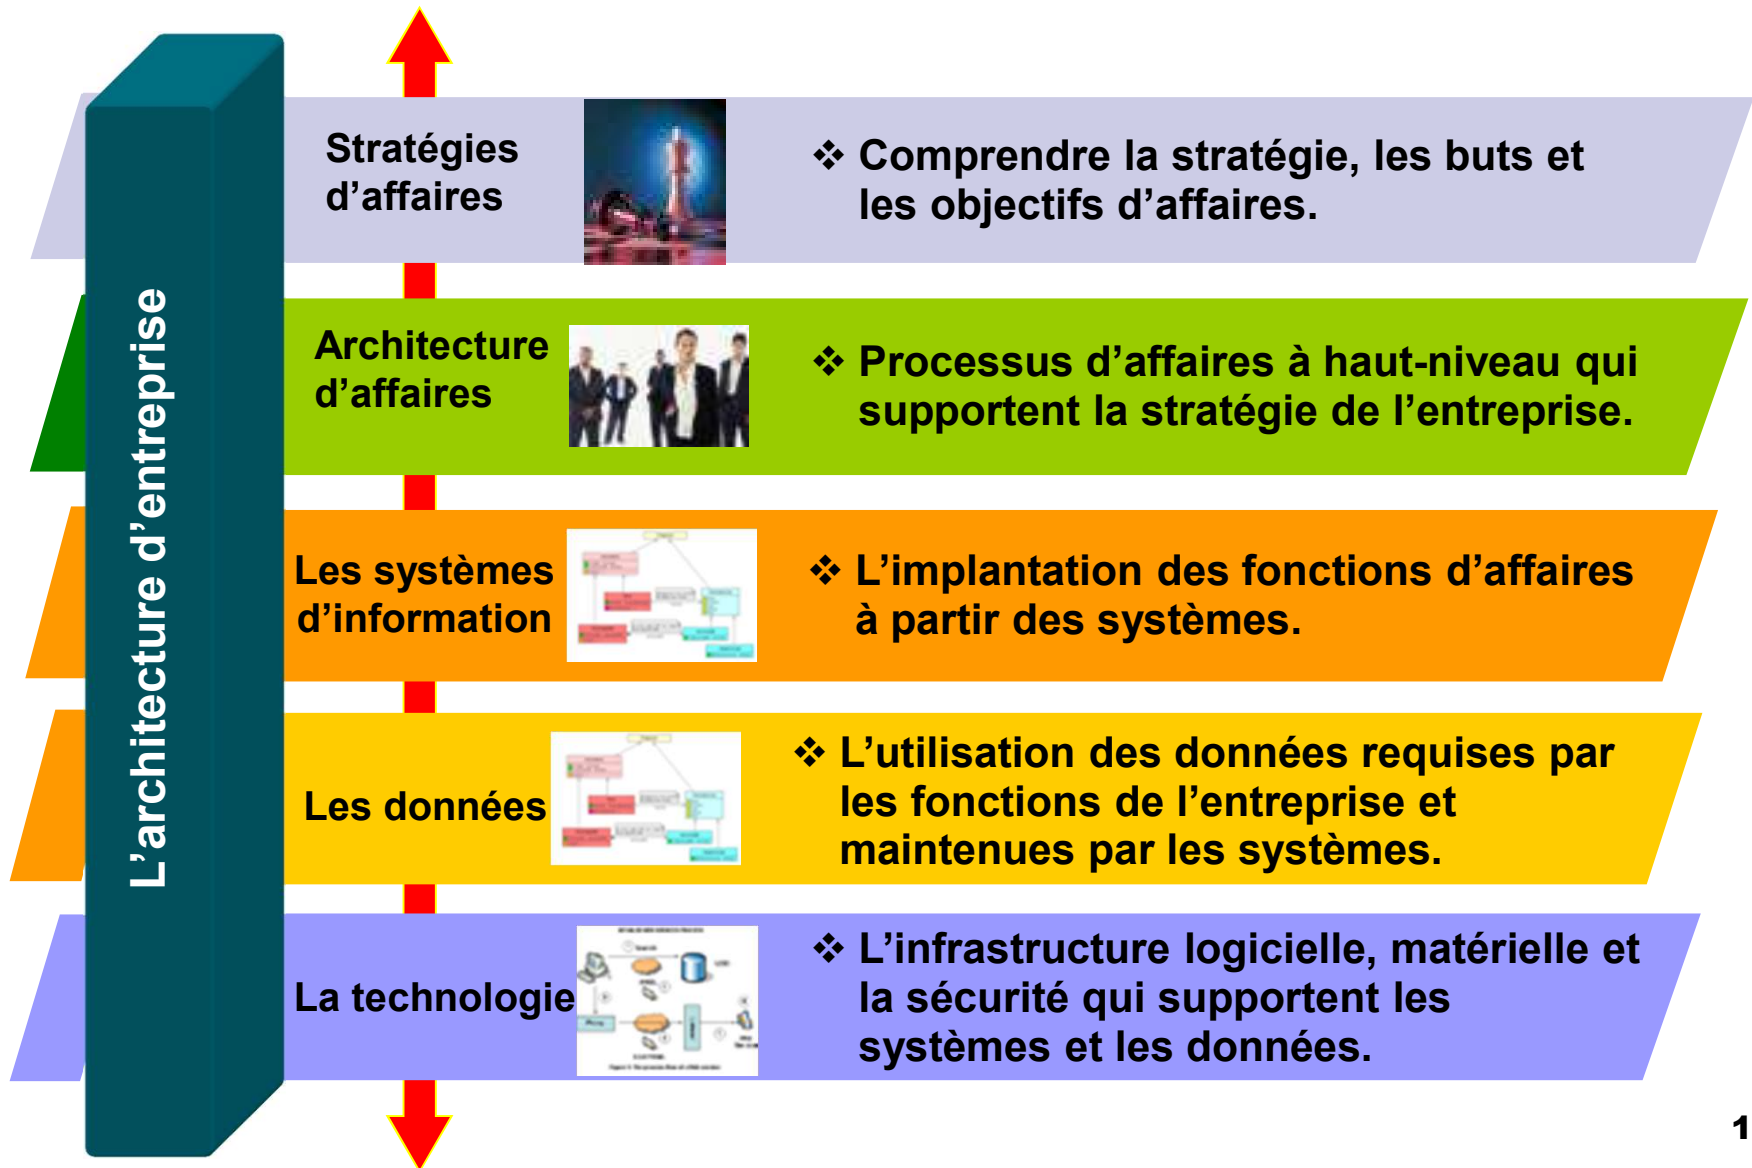 L’architecture d’entreprise
Stratégies
d’affaires
❖ Comprendre la stratégie, les buts et
les objectifs d’affaires.
Architecture
d’affaires
❖ Processus d’affaires à haut-niveau qui
supportent la stratégie de l’entreprise.
Les systèmes
d’information
❖ L’implantation des fonctions d’affaires
à partir des systèmes.
Les données
❖ L’utilisation des données requises par
les fonctions de l’entreprise et
maintenues par les systèmes.
La technologie
❖ L’infrastructure logicielle, matérielle et
la sécurité qui supportent les
systèmes et les données.
1